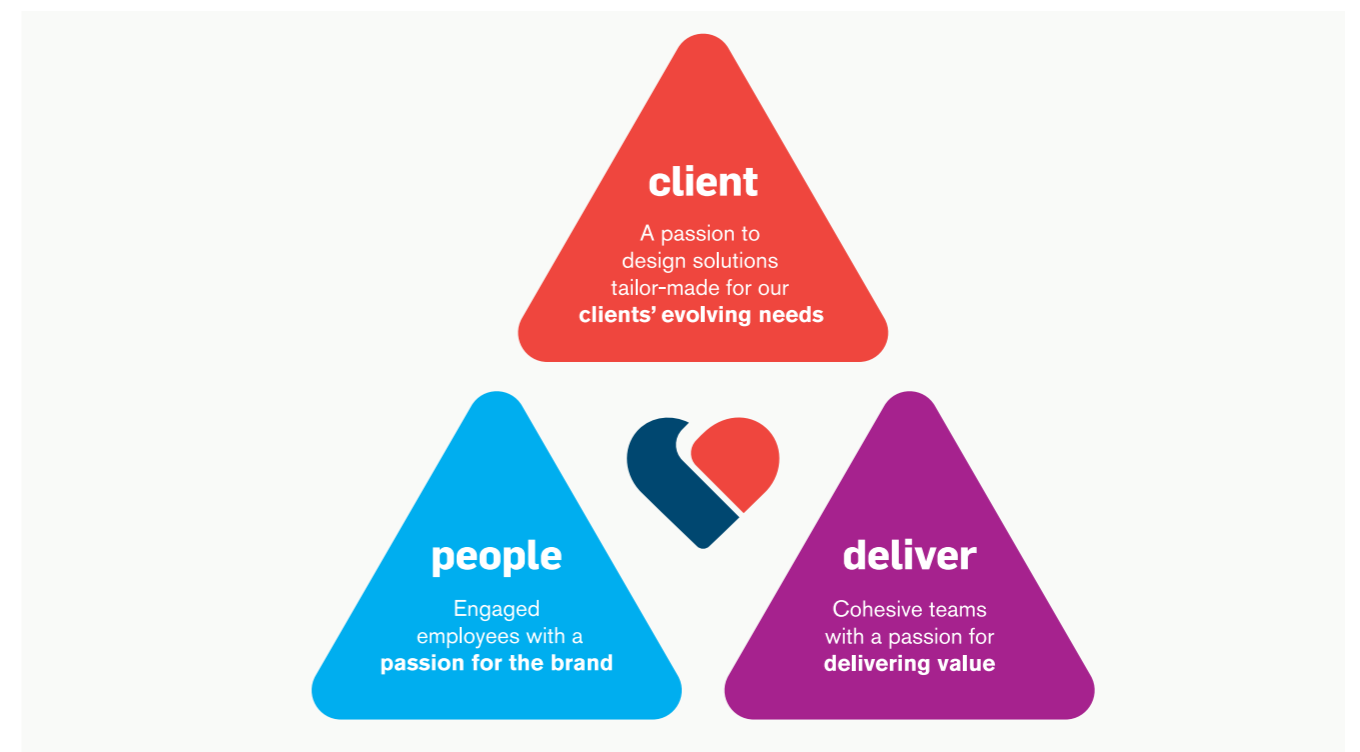 client
A passion to
design solutions
tailor-made for our
clients’ evolving needs
people
Engaged
employees with a
passion for the brand
deliver
Cohesive teams
with a passion for
delivering value